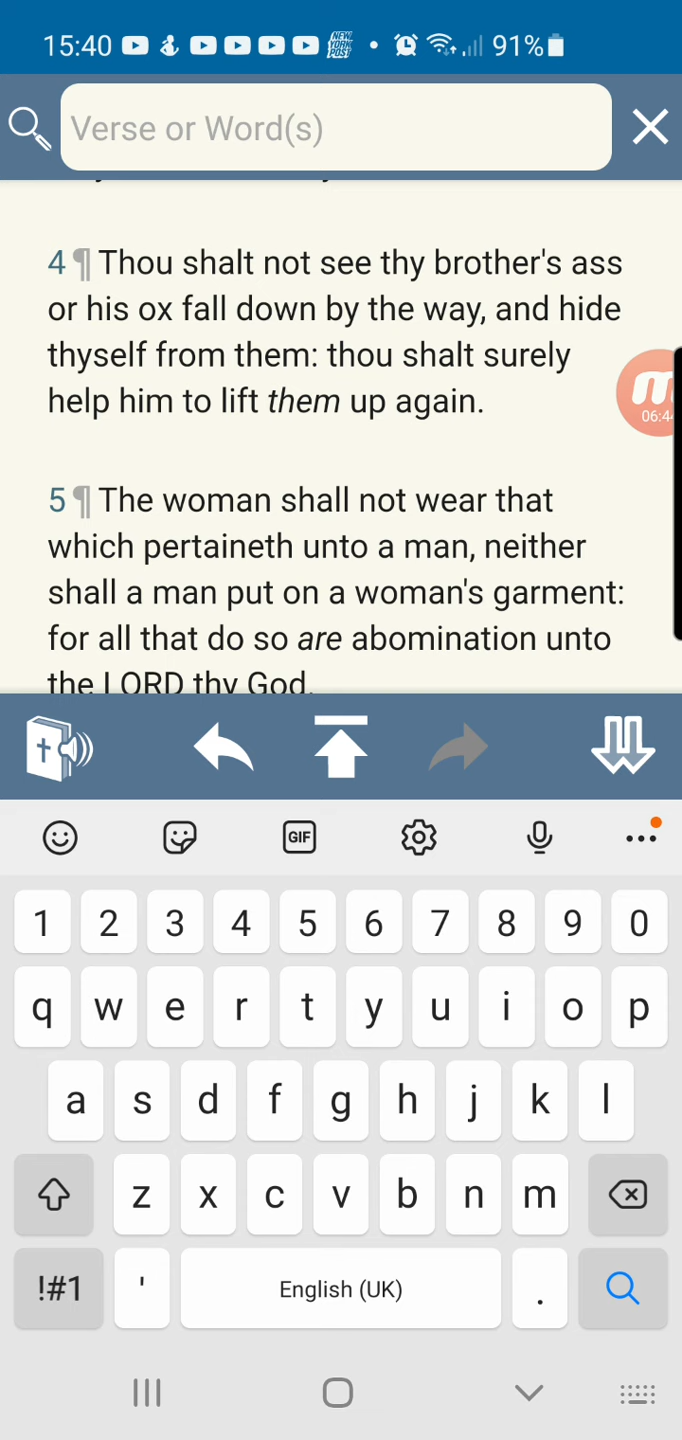 15:40 NEW YORK POST 91%
Verse or Word(s)
4 ¶ Thou shalt not see thy brother's ass
or his ox fall down by the way, and hide
thyself from them: thou shalt surely
help him to lift them up again.
06:4
5 ¶ The woman shall not wear that
which pertaineth unto a man, neither
shall a man put on a woman's garment:
for all that do so are abomination unto
the LORD thy God.
GIF
1 2 3 4 5 6 7 8 9 0
q w e r t y u i o p
a s d f g h j k l
z x c v b n m
!#1 ' English (UK) .